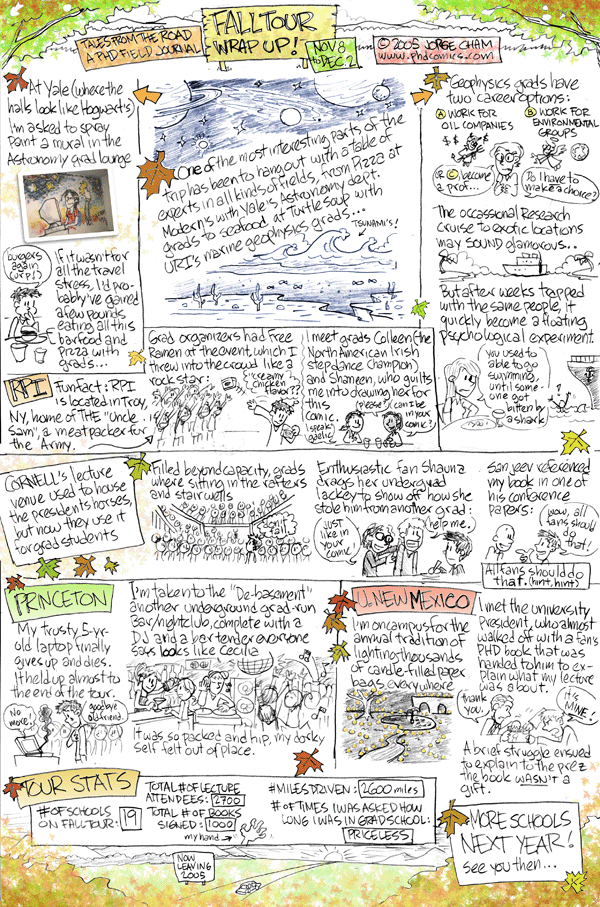 TALES FROM THE ROAD
A PHD FIELD JOURNAL
FALL TOUR
WRAP UP!
NOV 8
to DEC 2
© 2005 JORGE CHAM
www.phdcomics.com
At Yale (where the
halls look like Hogwarts)
I'm asked to spray
Paint a mural in the
Astronomy grad lounge
burgers
again
(urp)
If it wasn't for
all the travel
stress, I'd pro-
bably've gained
a few pounds
eating all this
bar food and
Pizza with
grads...
One of the most interesting parts of the
trip has been to hang out with a table of
experts in all kinds of fields, from Pizza at
Modern's with Yale's Astronomy dept.
grads to seafood at Turtle soup with
URI's marine geophysics grads...
TSUNAMI'S!
Geophysics grads have
two career options:
A WORK FOR
OIL COMPANIES
$ $
B WORK FOR
ENVIRONMENTAL
GROUPS
OR C become
a prof...
Do I have to
make a choice?
The occassional Research
cruise to exotic locations
may SOUND glamorous...
But after weeks trapped
with the same people, it
quickly become a floating
psychological experiment
you used to
able to go
swimming,
until some-
one got
bitten by
a shark
RPI
Funfact: RPI
is located in Troy,
NY, home of THE "Uncle
Sam", a meat packer for
the Army.
Grad organizers had Free
Ramen at the event, which I
threw into the crowd like a
rock star:
"creamy
chicken
flavor??
I meet grads Colleen (the
North American Irish
stepdance Champion)
and Shaneen, who guilts
me into drawing her for
this
comic.
I speak
gaelic
Please, can I be
in your
comic?
CORNELL's lecture
venue used to house
the presidents horses,
but now they use it
for grad students
Filled beyond capacity, grads
where sitting in the rafters
and stairwells
don't
fall
Enthusiastic fan Shauna
drags her undergrad
lackey to show off how she
stole him from another grad:
just like
in your
comic!
help me.
Sanjeev referenced
my book in one of
his conference
papers:
wow, all
fans should
do that!
All fans should do
that. (hint, hint)
PRINCETON
My trusty 5-yr-
old laptop finally
gives up and dies.
It held up almost to
the end of the tour.
No
more!
goodbye
old friend.
I'm taken to the "De-basement"
another underground grad-run
Bar/nightclub, complete with a
DJ and a bartender everyone
says looks like Cecilia
It was so packed and hip, my dorky
self felt out of place.
U. NEW MEXICO
I'm on campus for the
annual tradition of
lighting thousands
of candle-filled paper
bags everywhere
I met the university
President, who almost
walked off with a fans
PHD book that was
handed to him to ex-
plain what my lecture
was about.
thank
you.
it's
MINE!
A brief struggle ensued
to explain to the prez
the book WASN'T a
gift.
TOUR STATS
# OF SCHOOLS
ON FALL TOUR: 19
TOTAL # OF LECTURE
ATTENDEES: 2700
TOTAL # OF BOOKS
SIGNED: 1000
my hand
# MILES DRIVEN: 2600 miles
# OF TIMES I WAS ASKED HOW
LONG I WAS IN GRAD SCHOOL:
PRICELESS
NOW
LEAVING
2005
MORE SCHOOLS
NEXT YEAR!
see you then...